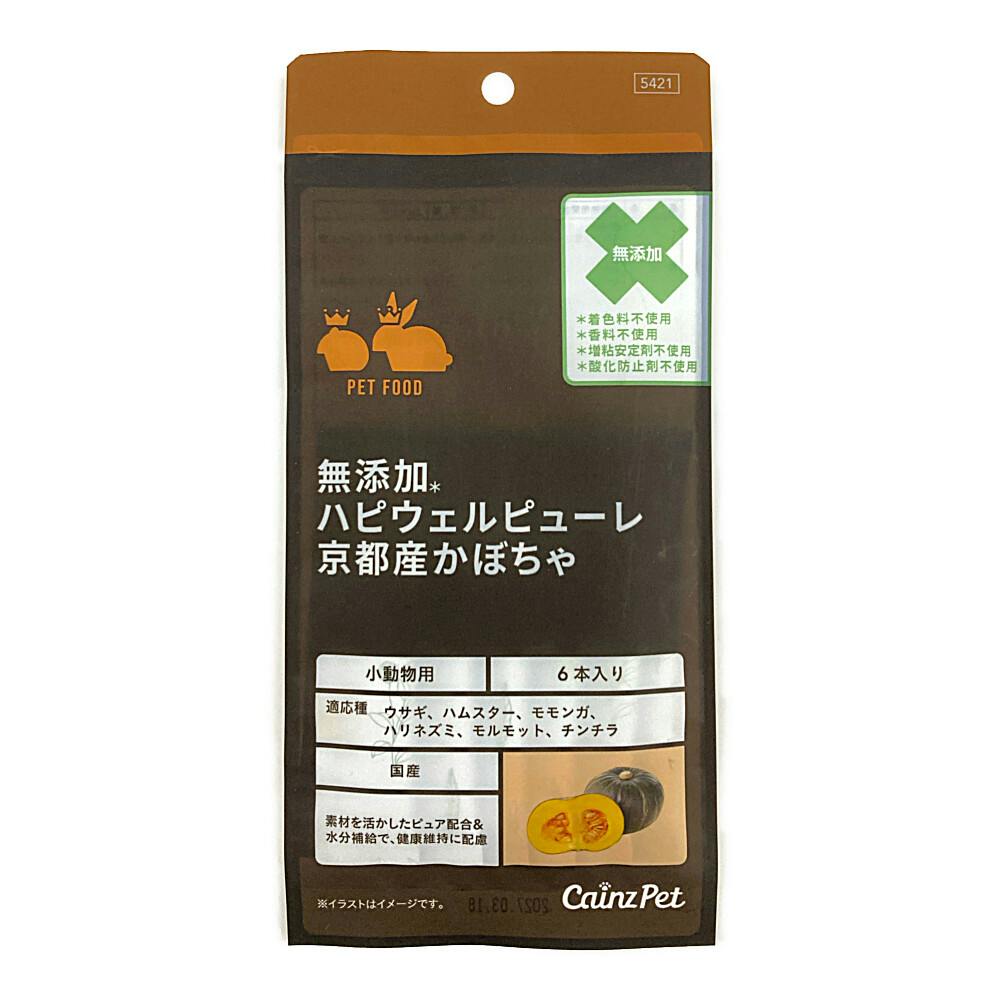 5421
無添加
＊着色料不使用
＊香料不使用
＊増粘安定剤不使用
＊酸化防止剤不使用
PET FOOD
無添加＊
ハピウェルピューレ
京都産かぼちゃ
小動物用
6本入り
適応種 ウサギ、ハムスター、モモンガ、
ハリネズミ、モルモット、チンチラ
国産
素材を活かしたピュア配合&
水分補給で、健康維持に配慮
※イラストはイメージです。
2027.03.18
CainzPet